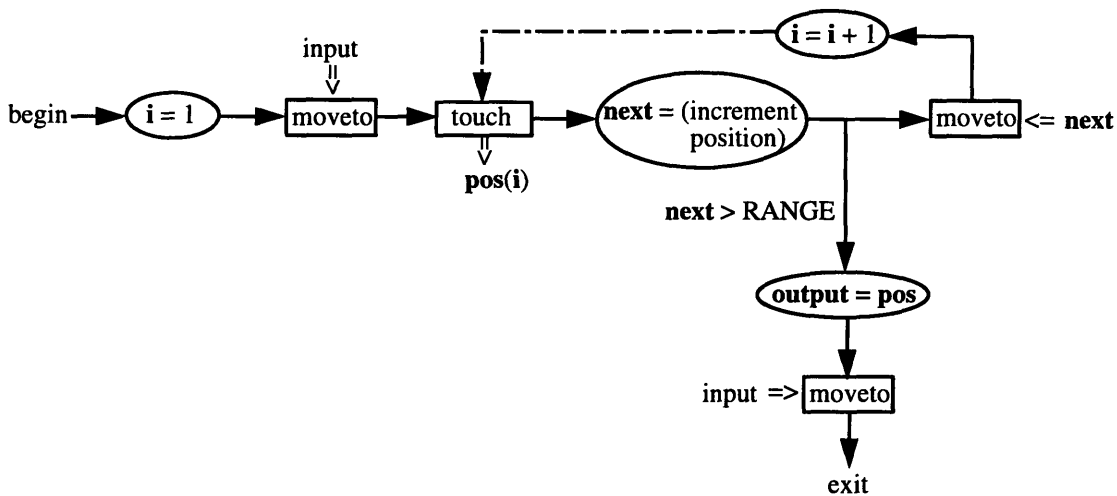 i = i + 1
input
begin
i = 1
moveto
touch
next = (increment
position)
moveto
<= next
pos(i)
next > RANGE
output = pos
input =>
moveto
exit